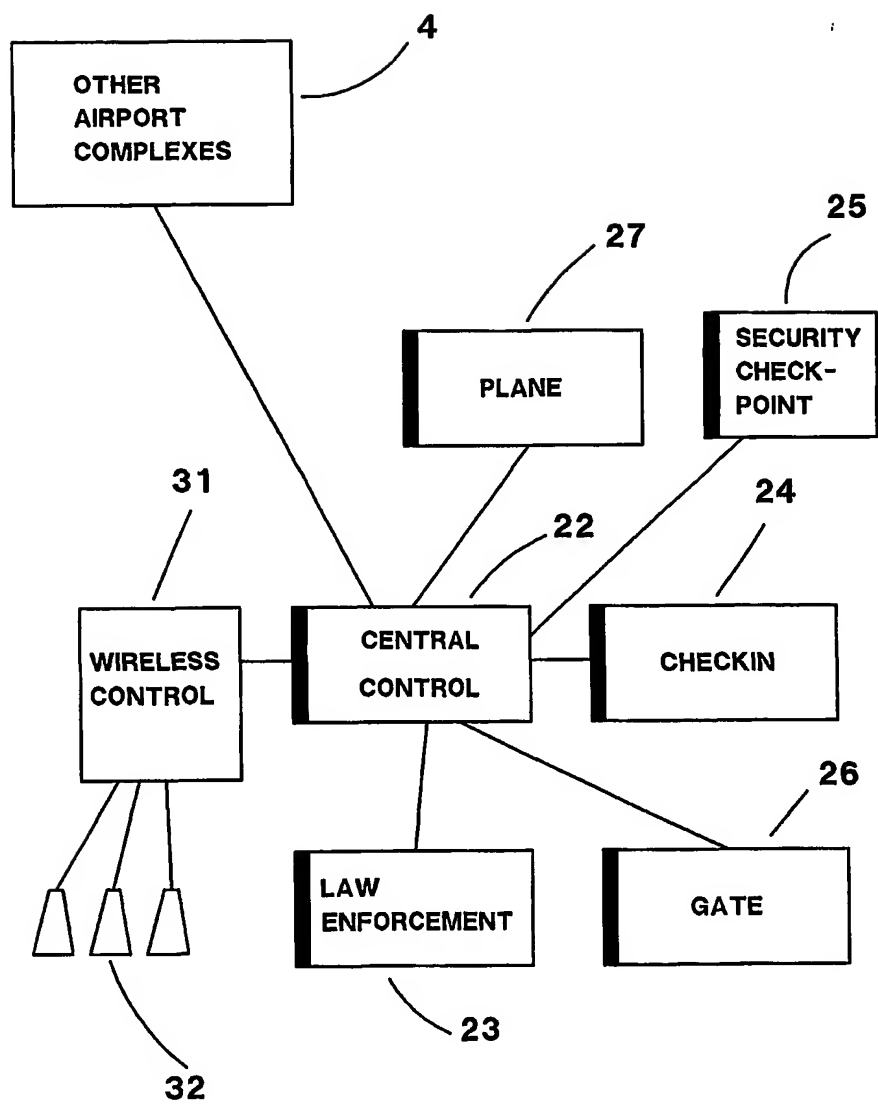 4
OTHER
AIRPORT
COMPLEXES
25
27
SECURITY
CHECK-
POINT
PLANE
31
24
22
WIRELESS
CONTROL
CENTRAL
CONTROL
CHECKIN
26
LAW
ENFORCEMENT
GATE
23
32